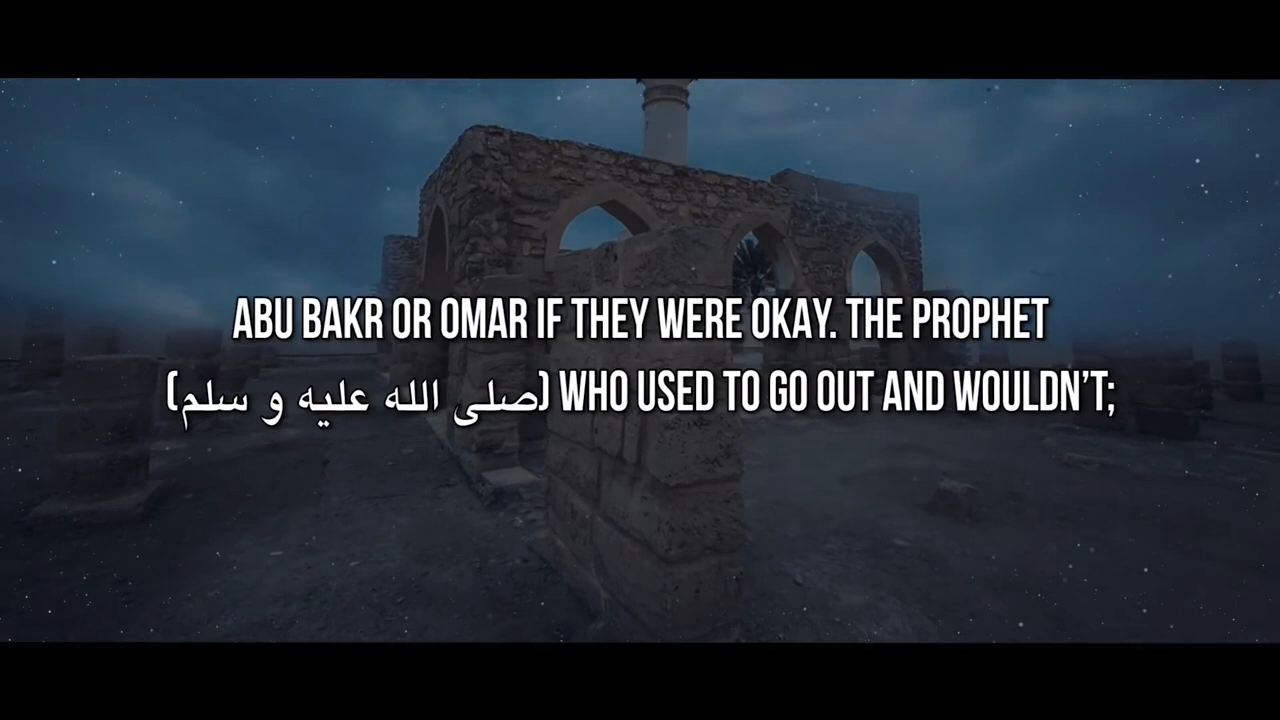 ABU BAKR OR OMAR IF THEY WERE OKAY. THE PROPHET
(صلى الله عليه و سلم) WHO USED TO GO OUT AND WOULDN’T;